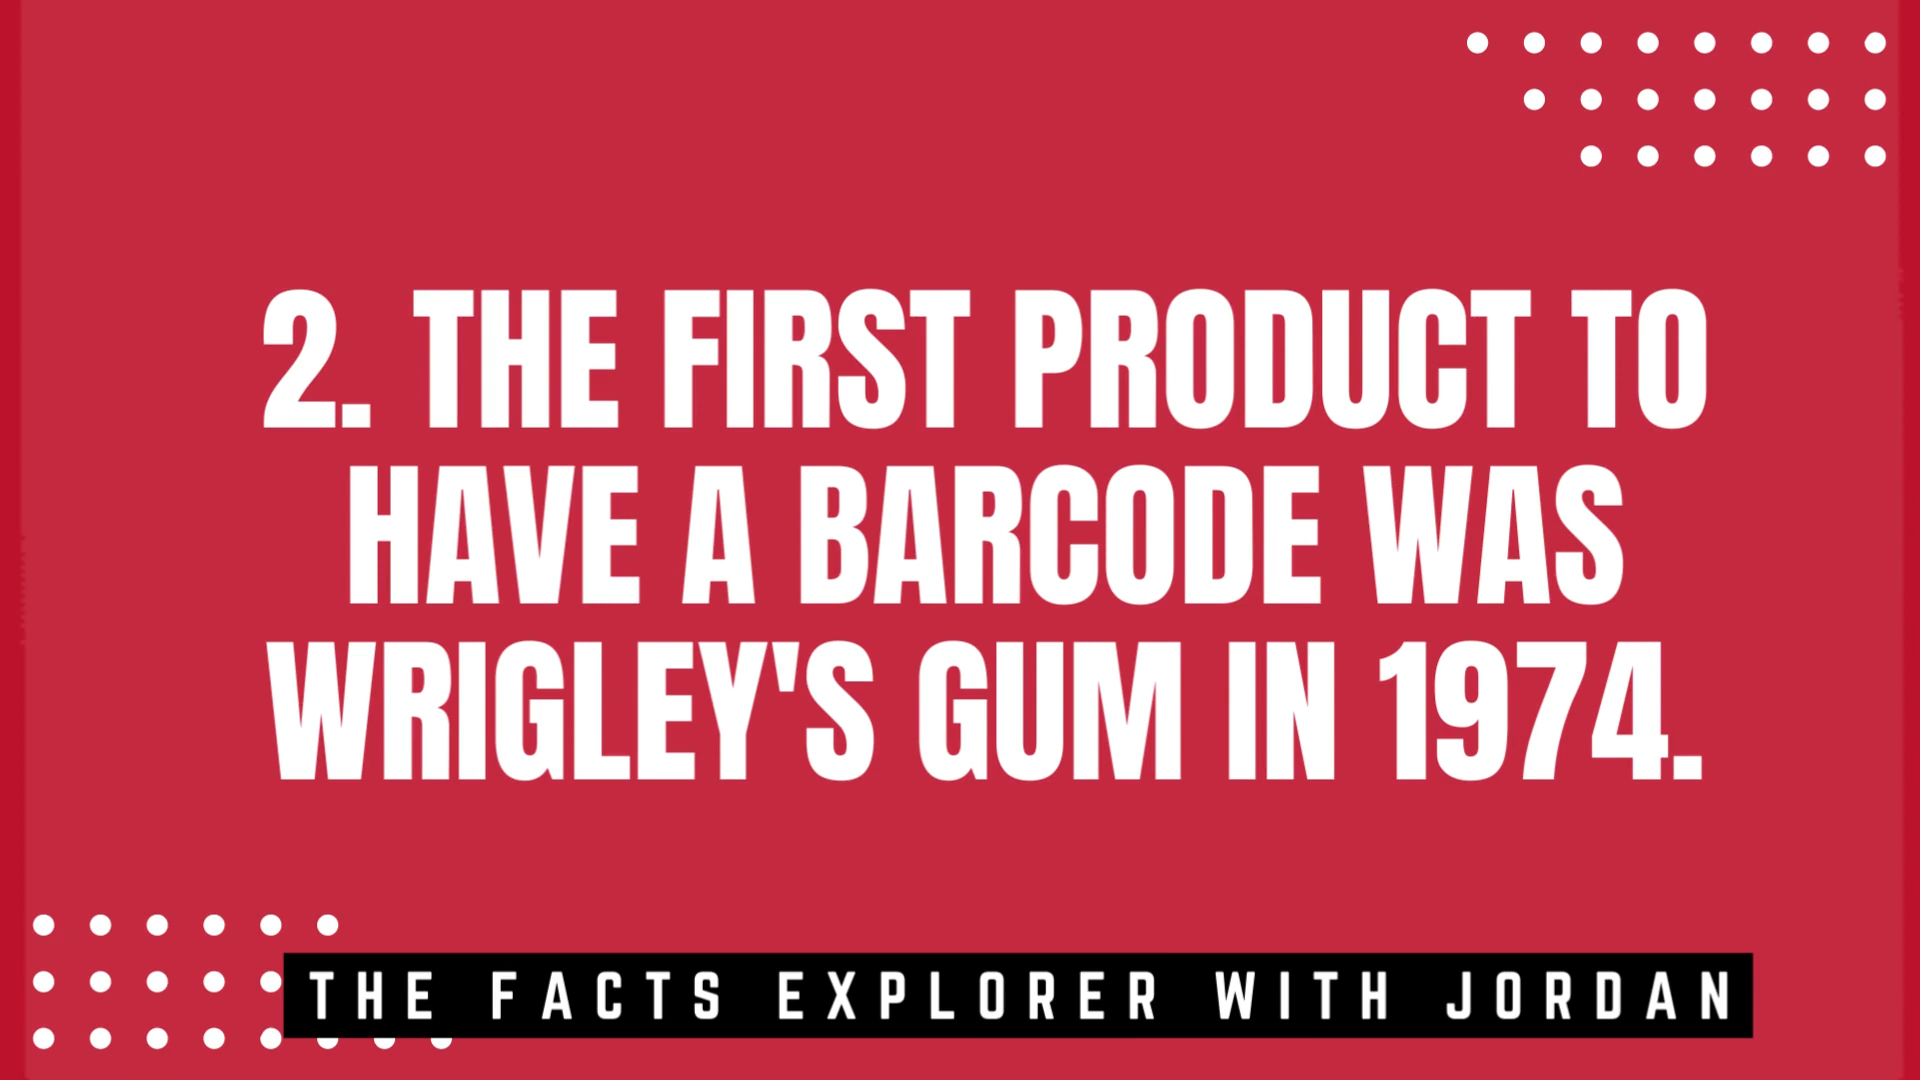 2. THE FIRST PRODUCT TO
HAVE A BARCODE WAS
WRIGLEY'S GUM IN 1974.
THE FACTS EXPLORER WITH JORDAN